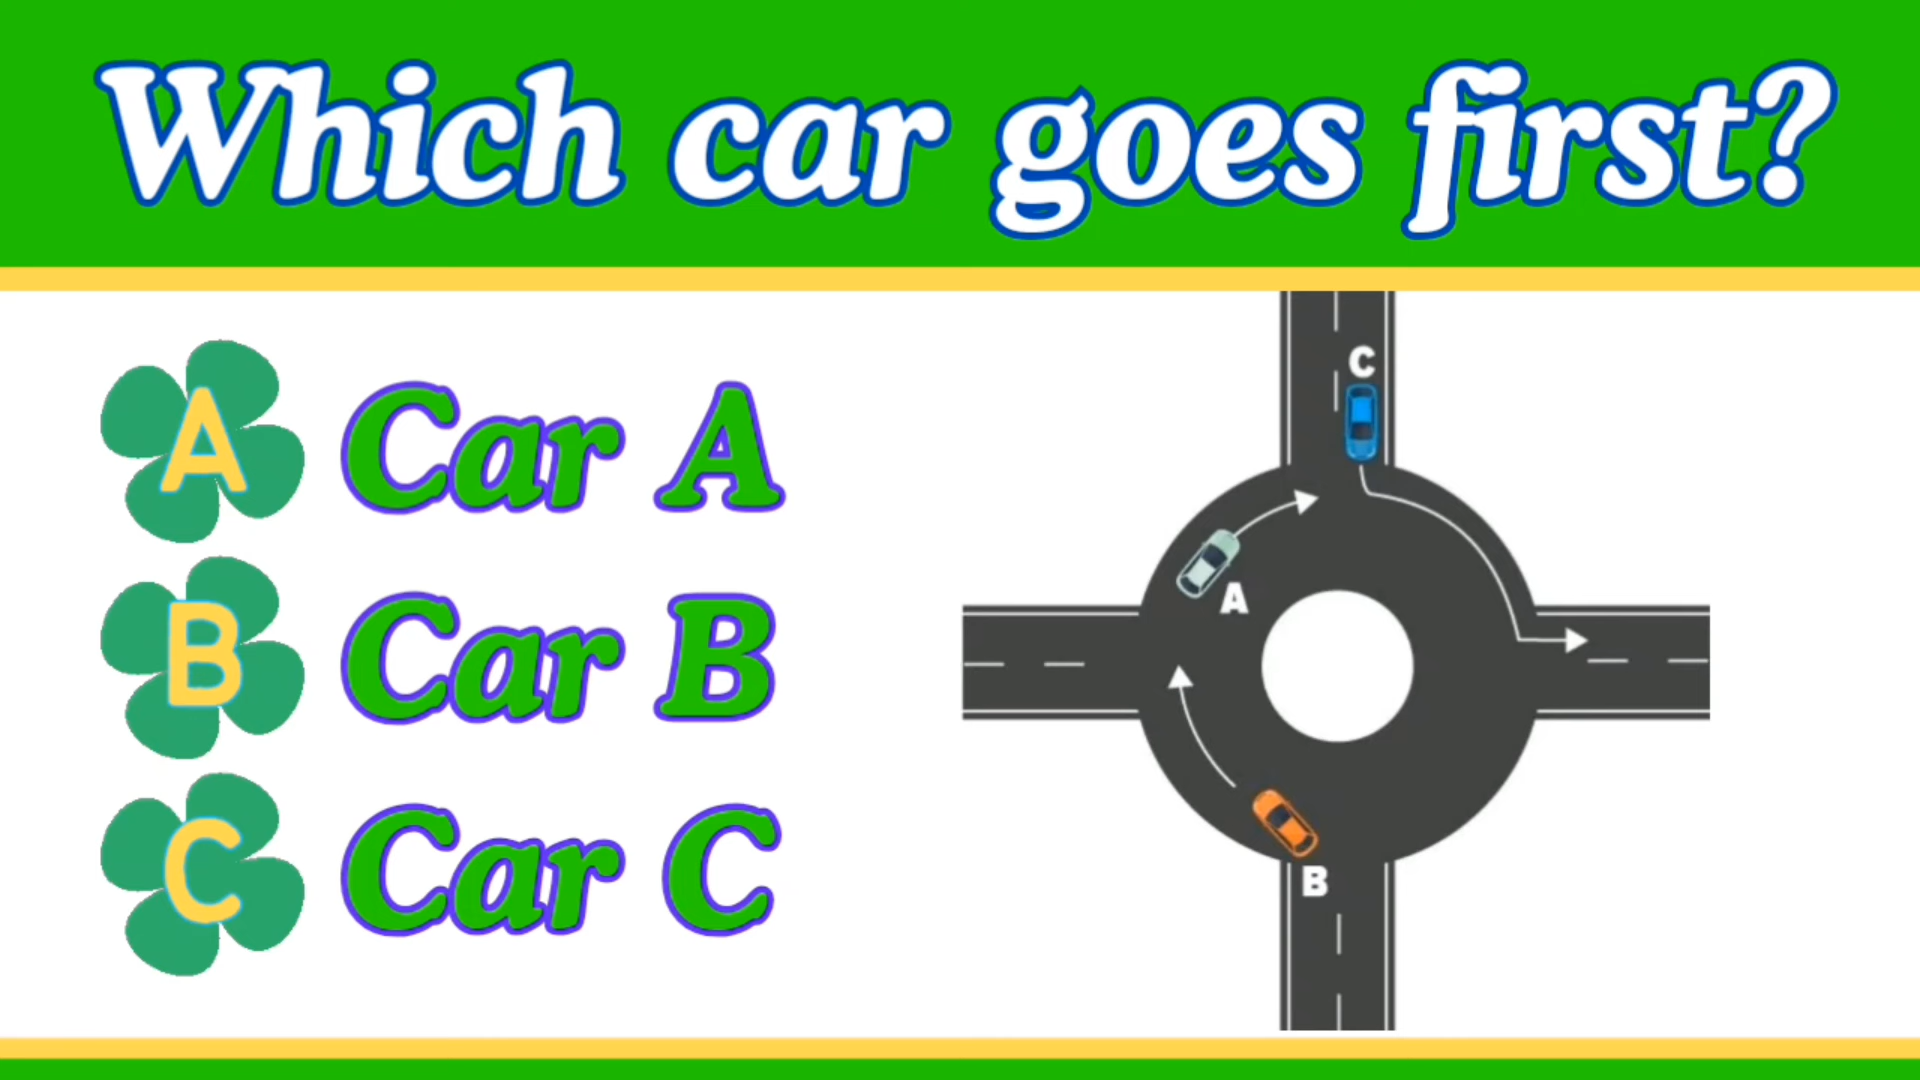 Which car goes first?
A Car A
B Car B
C Car C
C
A
B